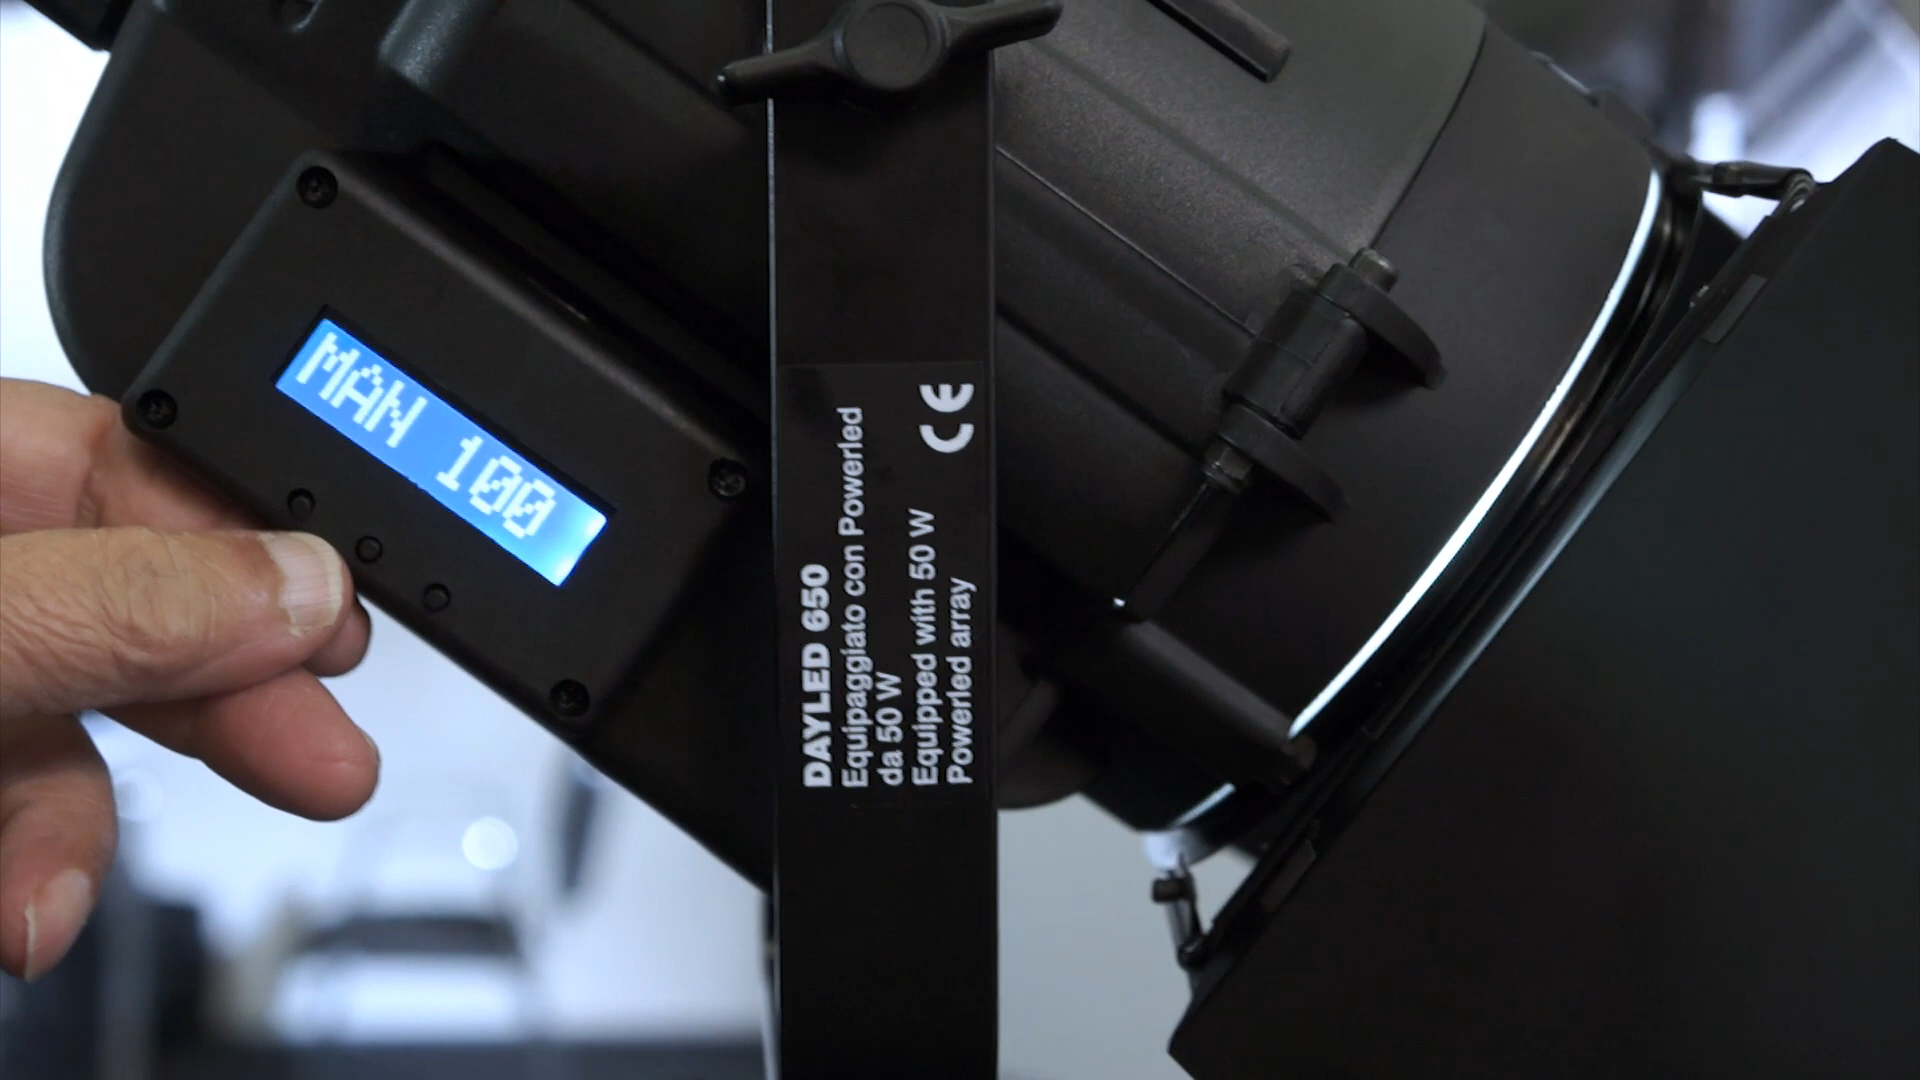 MAN 100
DAYLED 650
Equipaggiato con Powerled
da 50 W
Equipped with 50 W
Powerled array
CE